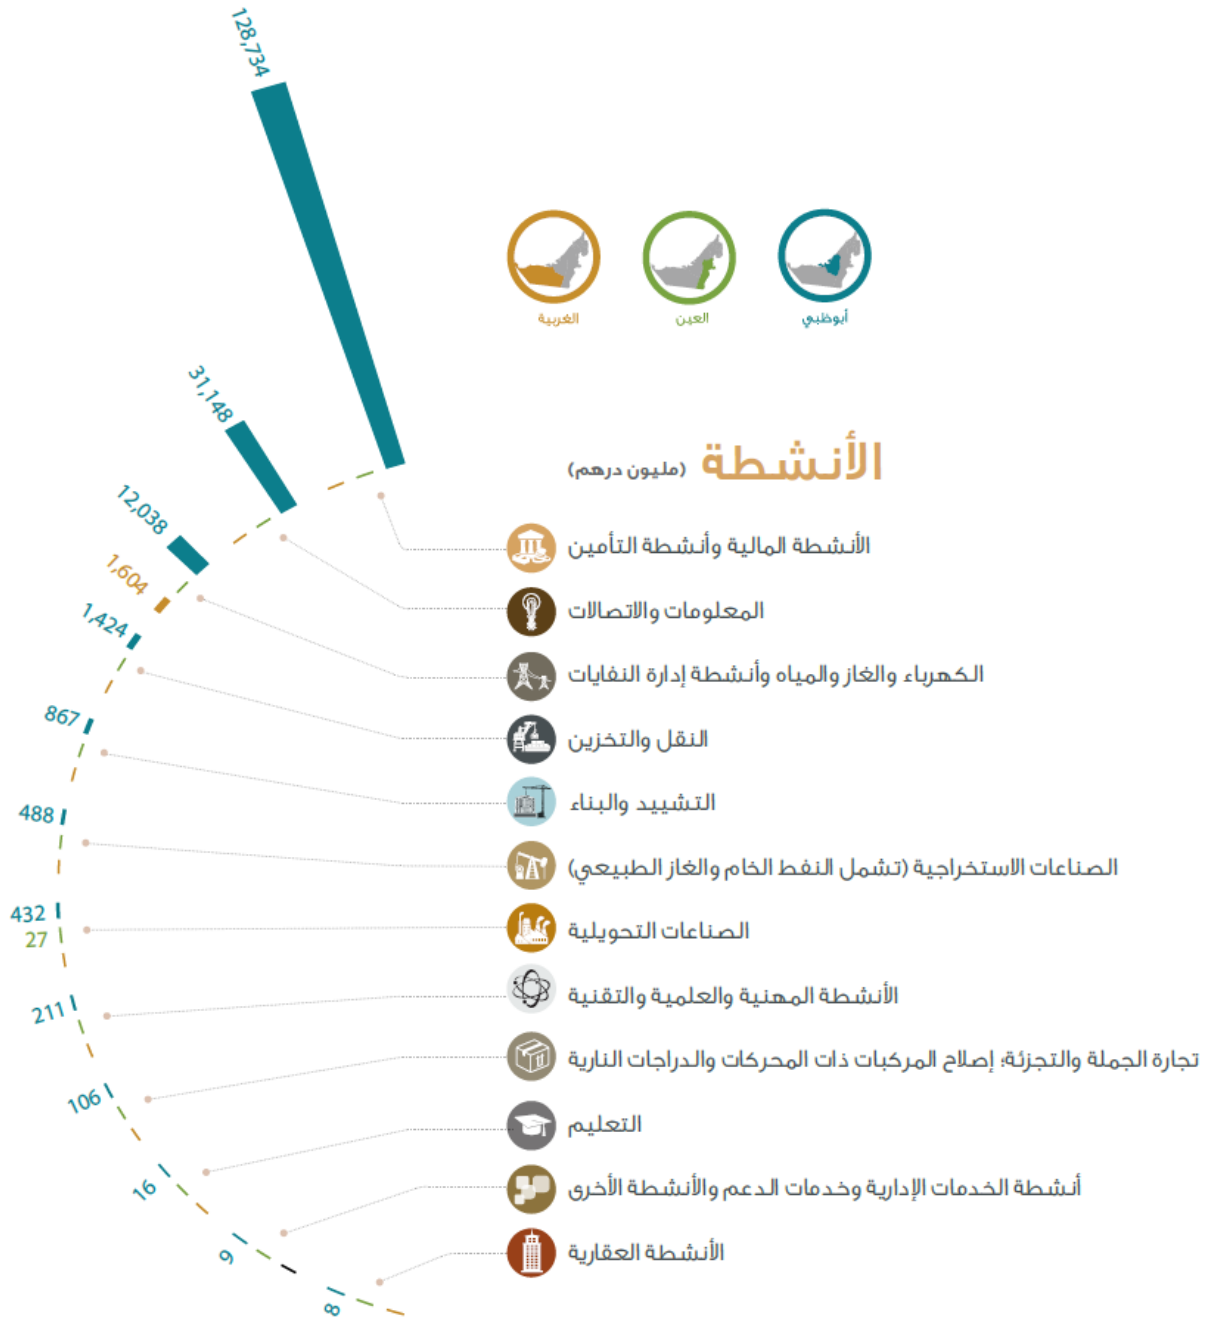 128,734
أبوظبي
العين
الغربية
31,148
الأنشطة (مليون درهم)
12,038
الأنشطة المالية وأنشطة التأمين
1,604
المعلومات والاتصالات
1,424
الكهرباء والغاز والمياه وأنشطة إدارة النفايات
867
النقل والتخزين
488
التشييد والبناء
الصناعات الاستخراجية (تشمل النفط الخام والغاز الطبيعي)
432
27
الصناعات التحويلية
211
الأنشطة المهنية والعلمية والتقنية
106
تجارة الجملة والتجزئة؛ إصلاح المركبات ذات المحركات والدراجات النارية
التعليم
16
أنشطة الخدمات الإدارية وخدمات الدعم والأنشطة الأخرى
9
الأنشطة العقارية
8